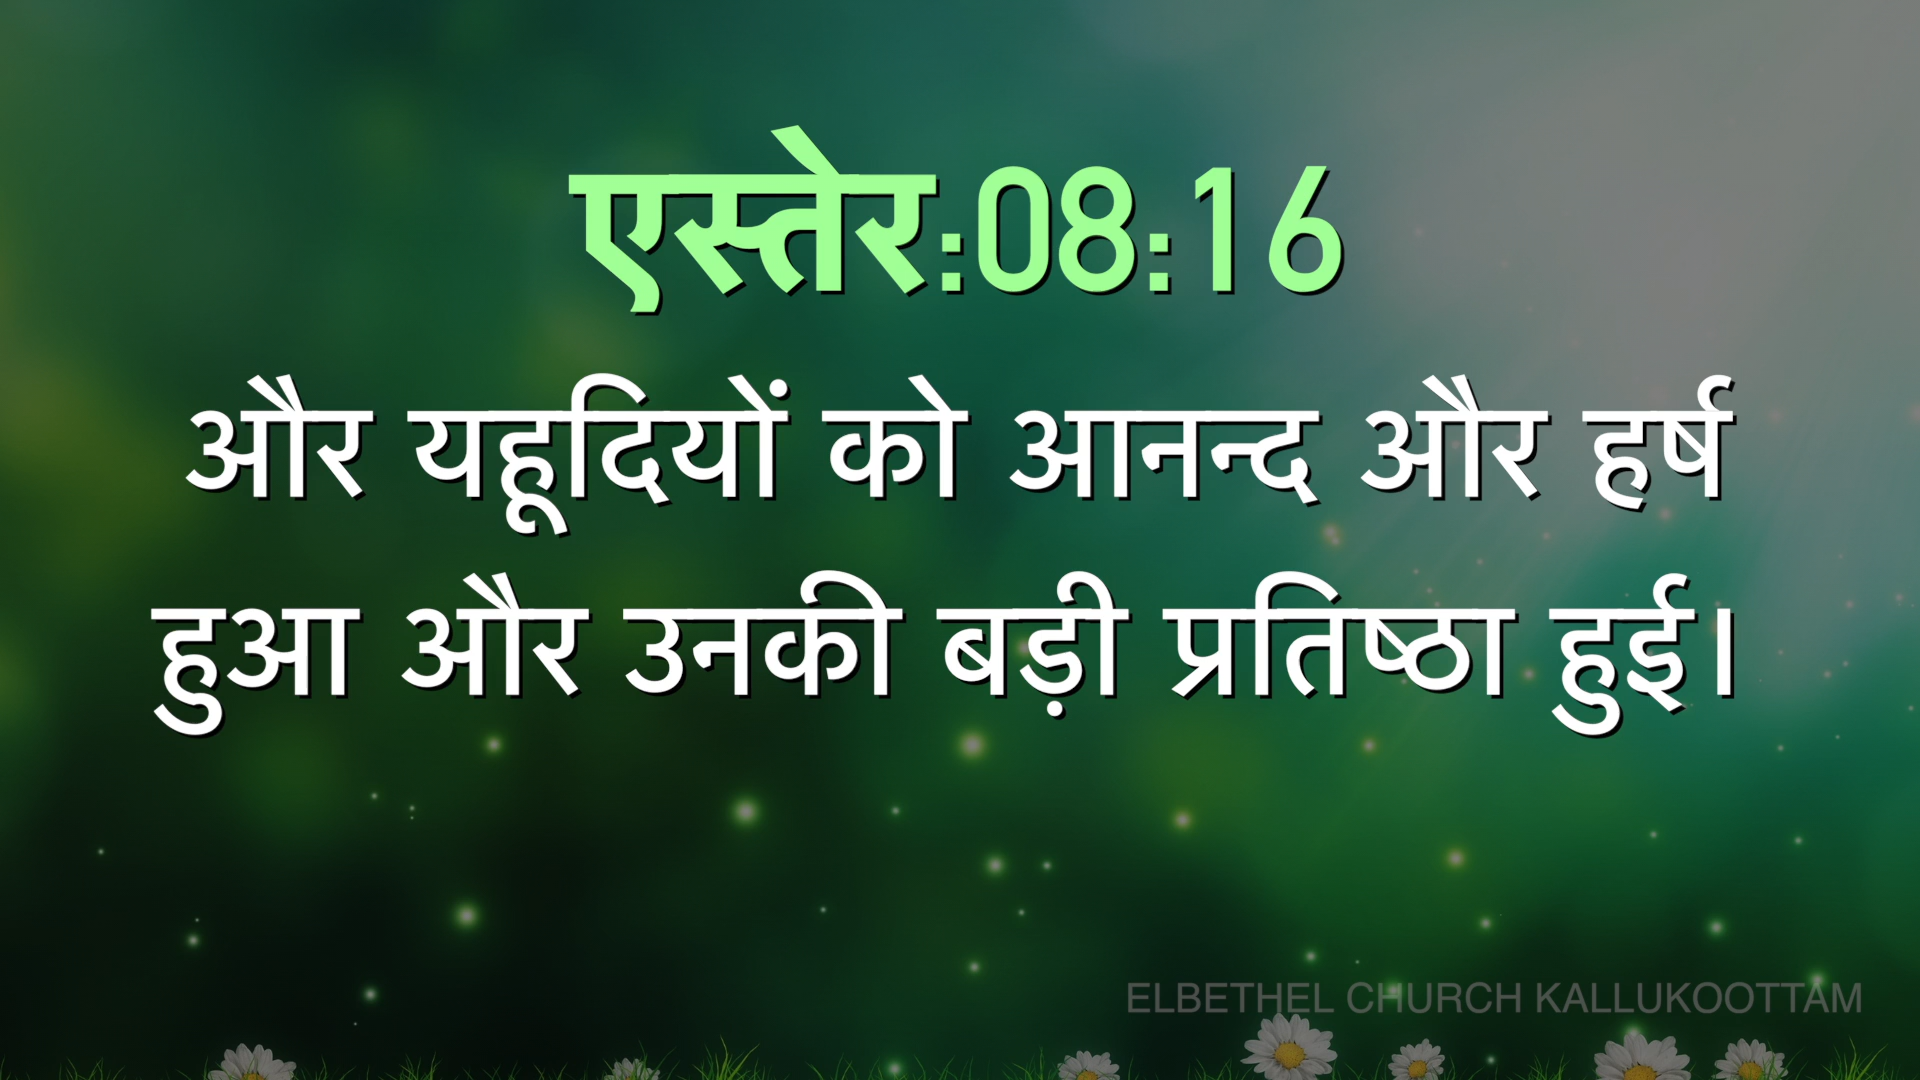 एस्तेर:08:16
और यहूदियों को आनन्द और हर्ष
हुआ और उनकी बड़ी प्रतिष्ठा हुई।
ELBETHEL CHURCH KALLUKOOTTAM